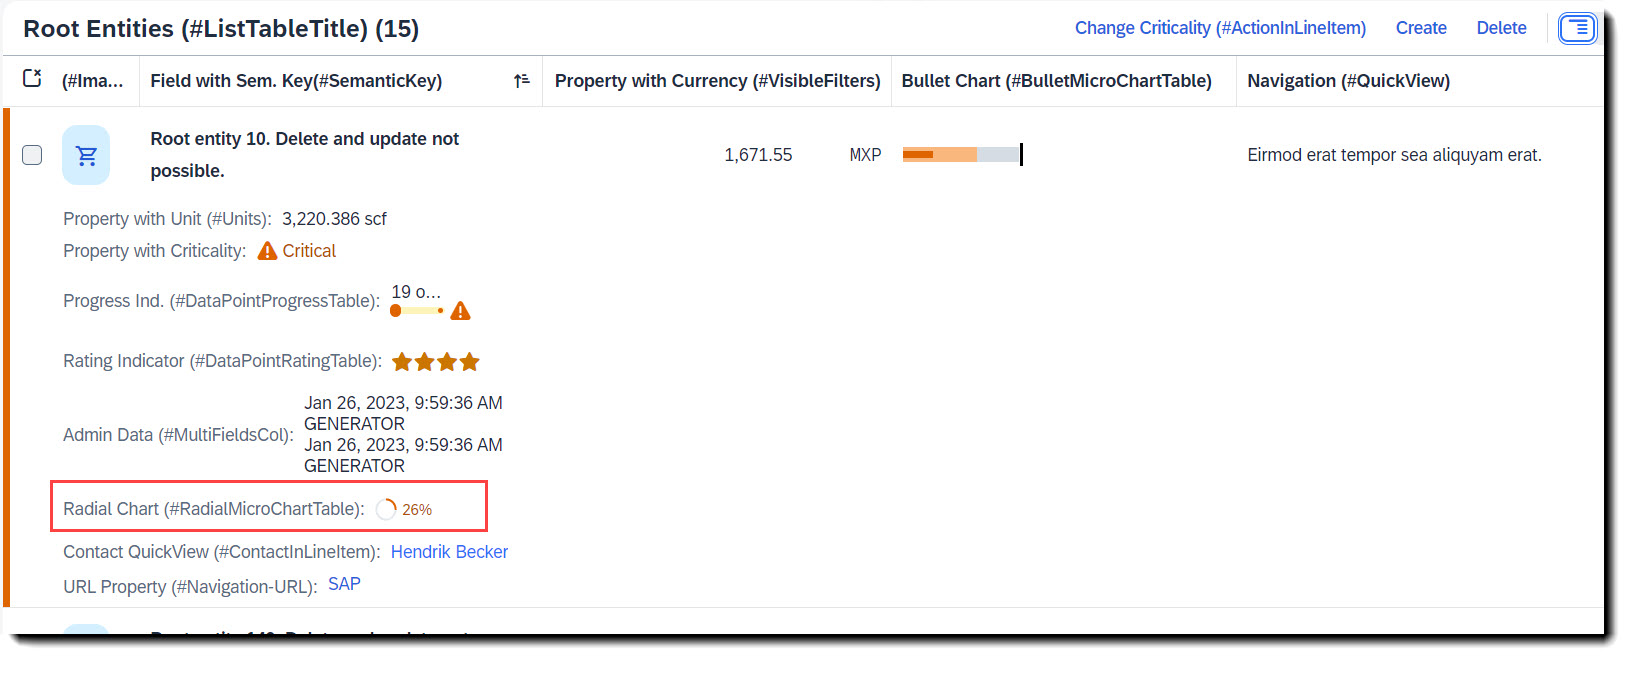 Root Entities (#ListTableTitle) (15)
Change Criticality (#ActionInLineItem) Create Delete
(#Ima... Field with Sem. Key(#SemanticKey) Property with Currency (#VisibleFilters) Bullet Chart (#BulletMicroChartTable) Navigation (#QuickView)
Root entity 10. Delete and update not
possible.
1,671.55 MXP
Eirmod erat tempor sea aliquyam erat.
Property with Unit (#Units): 3,220.386 scf
Property with Criticality: Critical
Progress Ind. (#DataPointProgressTable): 19 o...
Rating Indicator (#DataPointRatingTable):
Admin Data (#MultiFieldsCol):
Jan 26, 2023, 9:59:36 AM
GENERATOR
Jan 26, 2023, 9:59:36 AM
GENERATOR
Radial Chart (#RadialMicroChartTable): 26%
Contact QuickView (#ContactInLineItem): Hendrik Becker
URL Property (#Navigation-URL): SAP